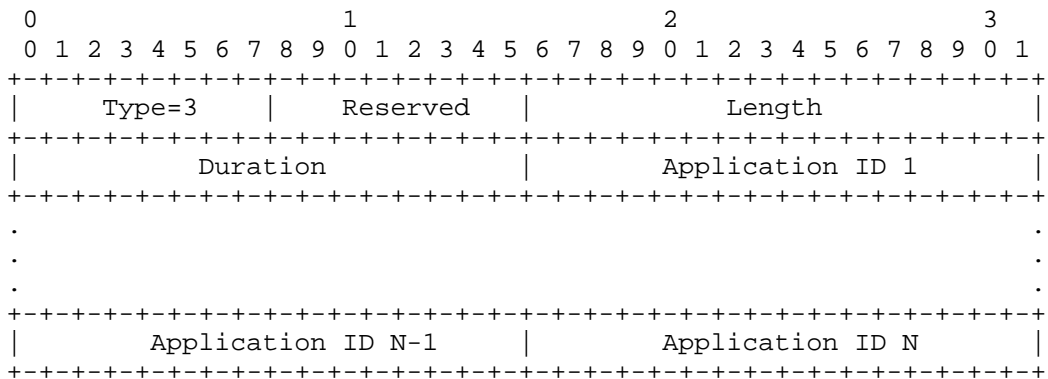 0                   1                   2                   3
 0 1 2 3 4 5 6 7 8 9 0 1 2 3 4 5 6 7 8 9 0 1 2 3 4 5 6 7 8 9 0 1
+-+-+-+-+-+-+-+-+-+-+-+-+-+-+-+-+-+-+-+-+-+-+-+-+-+-+-+-+-+-+-+-+
|     Type=3    |    Reserved   |            Length             |
+-+-+-+-+-+-+-+-+-+-+-+-+-+-+-+-+-+-+-+-+-+-+-+-+-+-+-+-+-+-+-+-+
|           Duration            |        Application ID 1       |
+-+-+-+-+-+-+-+-+-+-+-+-+-+-+-+-+-+-+-+-+-+-+-+-+-+-+-+-+-+-+-+-+
.                                                               .
.                                                               .
.                                                               .
+-+-+-+-+-+-+-+-+-+-+-+-+-+-+-+-+-+-+-+-+-+-+-+-+-+-+-+-+-+-+-+-+
|        Application ID N-1     |        Application ID N       |
+-+-+-+-+-+-+-+-+-+-+-+-+-+-+-+-+-+-+-+-+-+-+-+-+-+-+-+-+-+-+-+-+